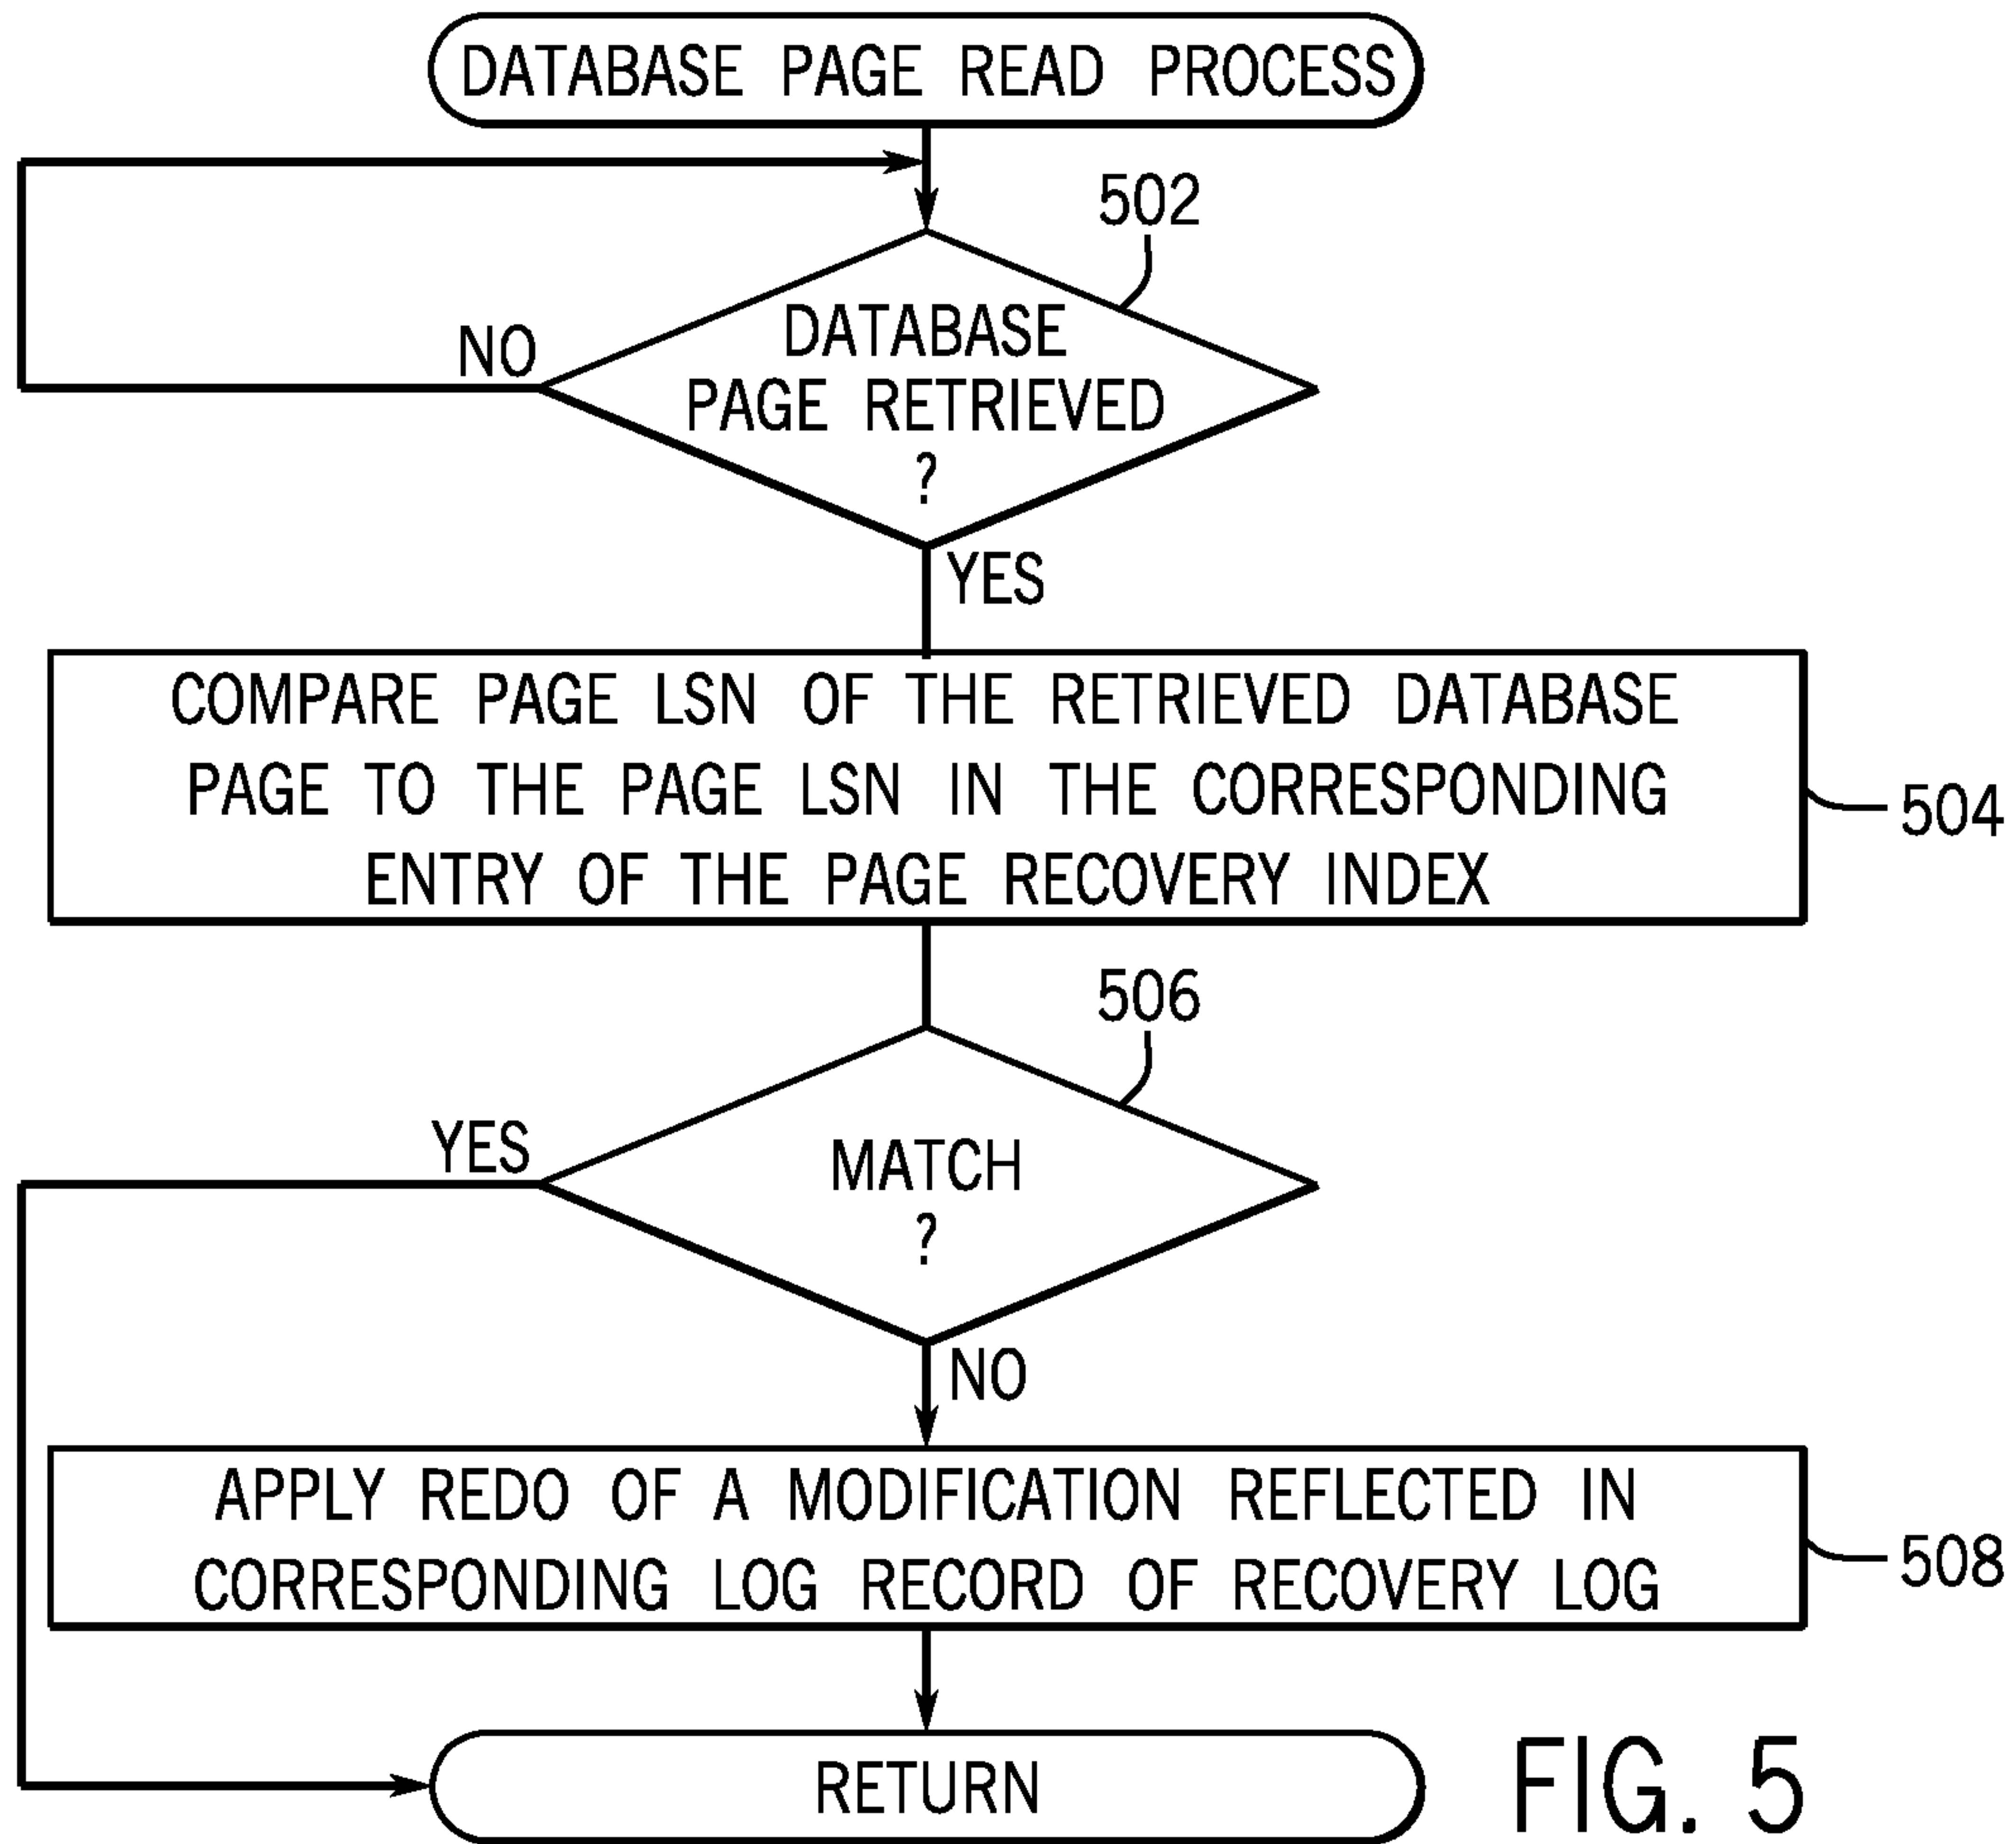 DATABASE PAGE READ PROCESS
502
DATABASE
PAGE RETRIEVED
?
NO
YES
COMPARE PAGE LSN OF THE RETRIEVED DATABASE
PAGE TO THE PAGE LSN IN THE CORRESPONDING
ENTRY OF THE PAGE RECOVERY INDEX
504
506
MATCH
?
YES
NO
APPLY REDO OF A MODIFICATION REFLECTED IN
CORRESPONDING LOG RECORD OF RECOVERY LOG
508
RETURN
FIG. 5